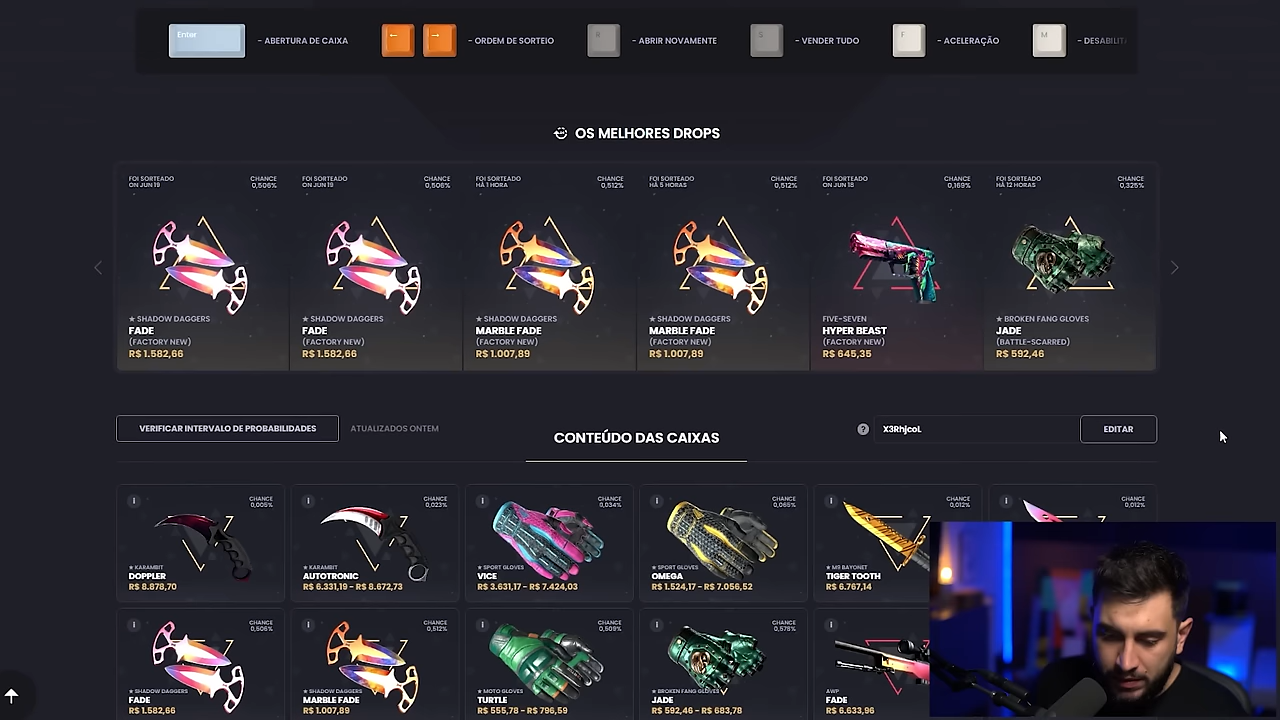 Enter
- ABERTURA DE CAIXA
←
→
- ORDEM DE SORTEIO
R
- ABRIR NOVAMENTE
S
- VENDER TUDO
F
- ACELERAÇÃO
M
- DESABILIT
OS MELHORES DROPS
FOI SORTEADO
ON JUN 19
CHANCE
0,506%
★ SHADOW DAGGERS
FADE
(FACTORY NEW)
R$ 1.582,66
FOI SORTEADO
ON JUN 19
CHANCE
0,506%
★ SHADOW DAGGERS
FADE
(FACTORY NEW)
R$ 1.582,66
FOI SORTEADO
HÁ 1 HORA
CHANCE
0,512%
★ SHADOW DAGGERS
MARBLE FADE
(FACTORY NEW)
R$ 1.007,89
FOI SORTEADO
HÁ 5 HORAS
CHANCE
0,512%
★ SHADOW DAGGERS
MARBLE FADE
(FACTORY NEW)
R$ 1.007,89
FOI SORTEADO
ON JUN 18
CHANCE
0,169%
FIVE-SEVEN
HYPER BEAST
(FACTORY NEW)
R$ 645,35
FOI SORTEADO
HÁ 12 HORAS
CHANCE
0,325%
★ BROKEN FANG GLOVES
JADE
(BATTLE-SCARRED)
R$ 592,46
VERIFICAR INTERVALO DE PROBABILIDADES
ATUALIZADOS ONTEM
CONTEÚDO DAS CAIXAS
?
X3RhjcoL
EDITAR
i
CHANCE
0,005%
★ KARAMBIT
DOPPLER
R$ 8.878,70
i
CHANCE
0,023%
★ KARAMBIT
AUTOTRONIC
R$ 6.331,19 - R$ 8.672,73
i
CHANCE
0,034%
★ SPORT GLOVES
VICE
R$ 3.631,17 - R$ 7.424,03
i
CHANCE
0,065%
★ SPORT GLOVES
OMEGA
R$ 1.524,17 - R$ 7.056,52
i
CHANCE
0,012%
★ M9 BAYONET
TIGER TOOTH
R$ 6.767,14
i
CHANCE
0,012%
i
CHANCE
0,506%
★ SHADOW DAGGERS
FADE
R$ 1.582,66
i
CHANCE
0,512%
★ SHADOW DAGGERS
MARBLE FADE
R$ 1.007,89
i
CHANCE
0,509%
★ MOTO GLOVES
TURTLE
R$ 555,78 - R$ 796,59
i
CHANCE
0,576%
★ BROKEN FANG GLOVES
JADE
R$ 592,46 - R$ 683,78
i
AWP
FADE
R$ 6.633,96